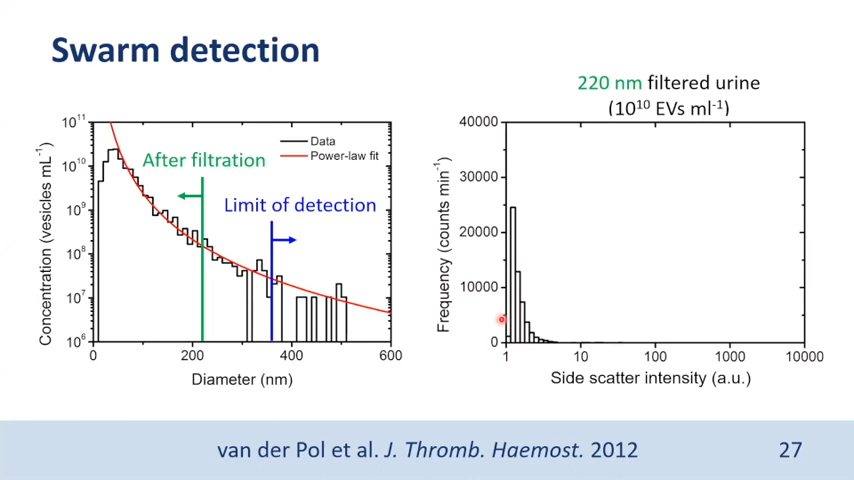 Swarm detection
220 nm filtered urine
(10¹⁰ EVs ml⁻¹)
Concentration (vesicles mL⁻¹)
10¹¹
10¹⁰
10⁹
10⁸
10⁷
10⁶
Data
Power-law fit
After filtration
Limit of detection
0
200
400
600
Diameter (nm)
Frequency (counts min⁻¹)
40000
30000
20000
10000
0
1
10
100
1000
10000
Side scatter intensity (a.u.)
van der Pol et al. J. Thromb. Haemost. 2012
27